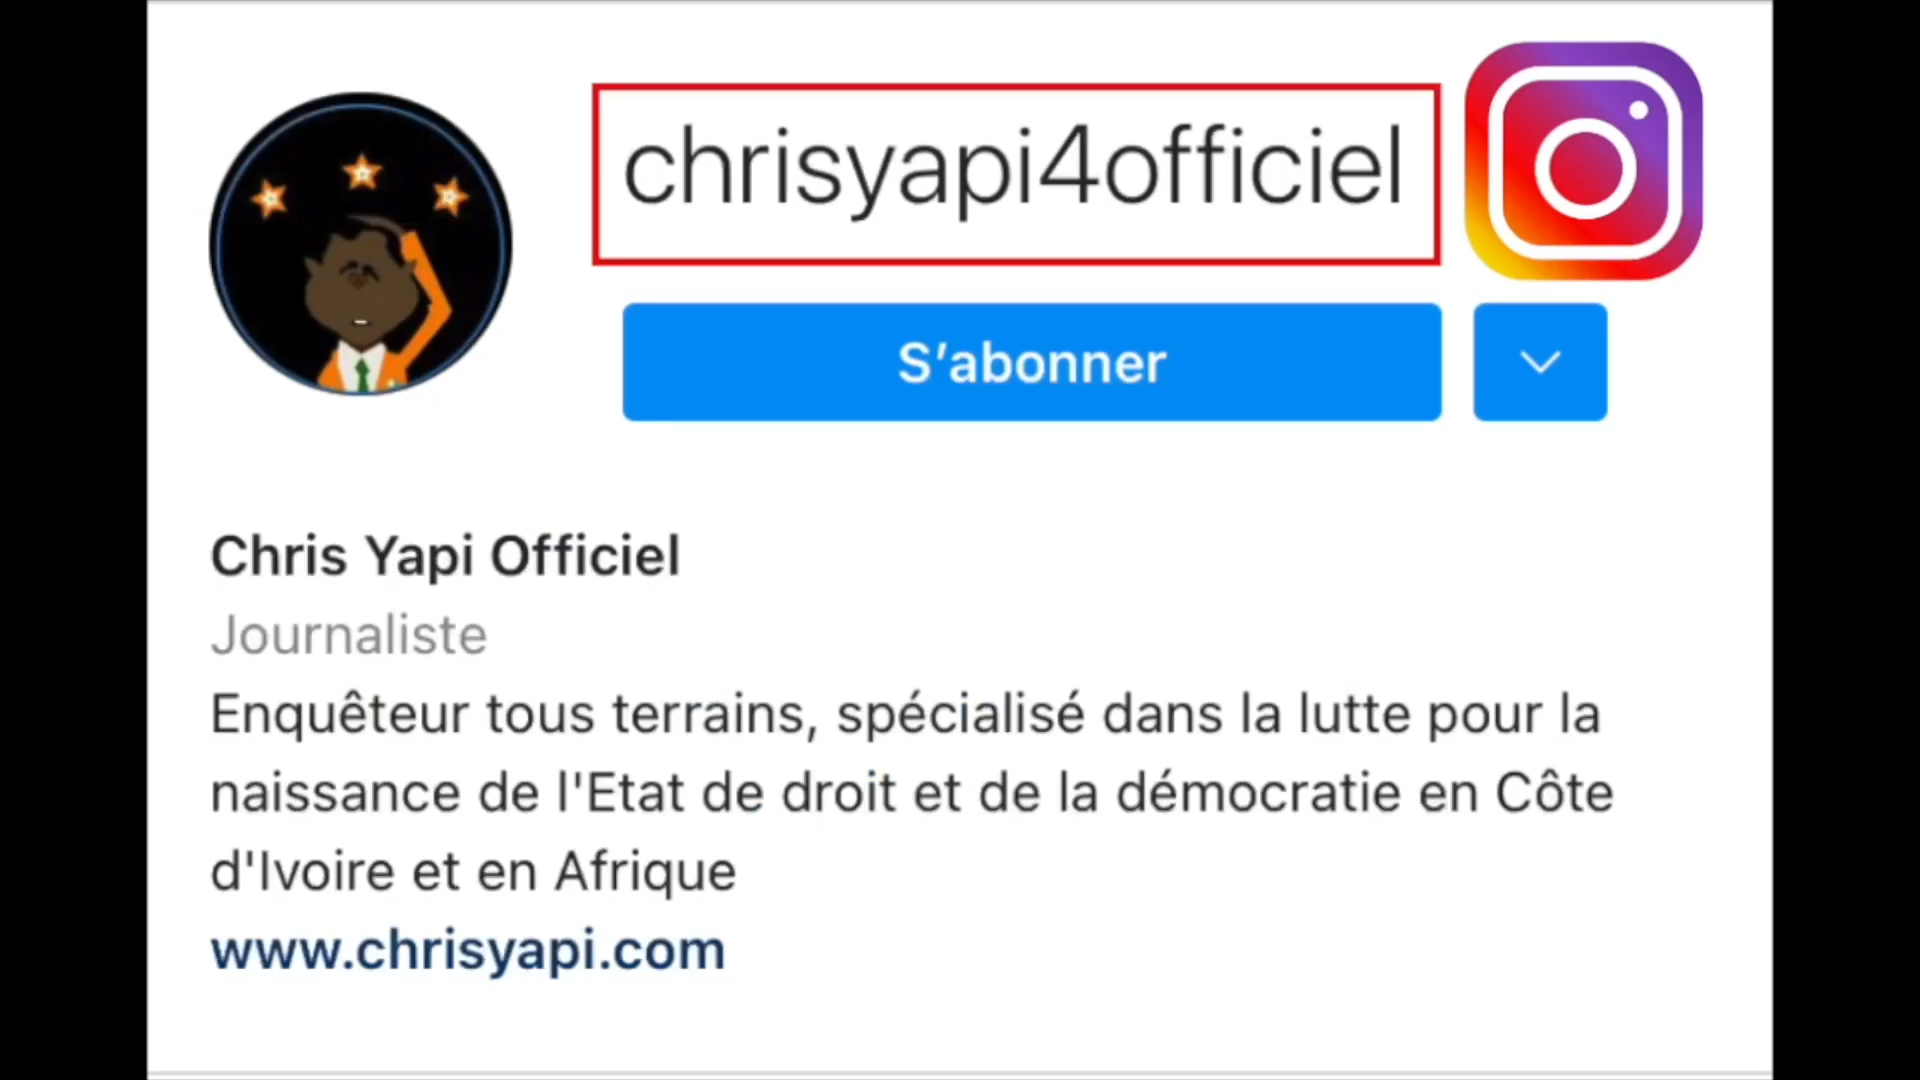 chrisyapi4officiel
S’abonner
Chris Yapi Officiel
Journaliste
Enquêteur tous terrains, spécialisé dans la lutte pour la
naissance de l'Etat de droit et de la démocratie en Côte
d'Ivoire et en Afrique
www.chrisyapi.com